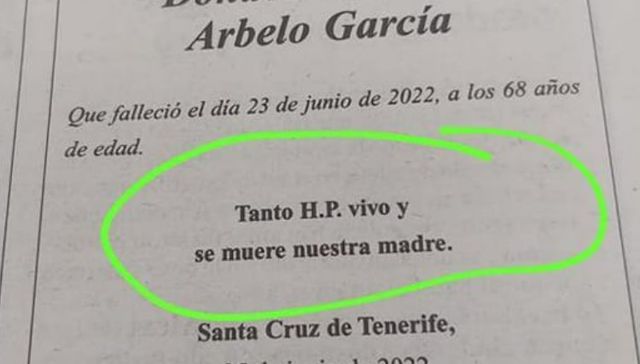 Arbelo García
Que falleció el día 23 de junio de 2022, a los 68 años
de edad.
Tanto H.P. vivo y
se muere nuestra madre.
Santa Cruz de Tenerife,